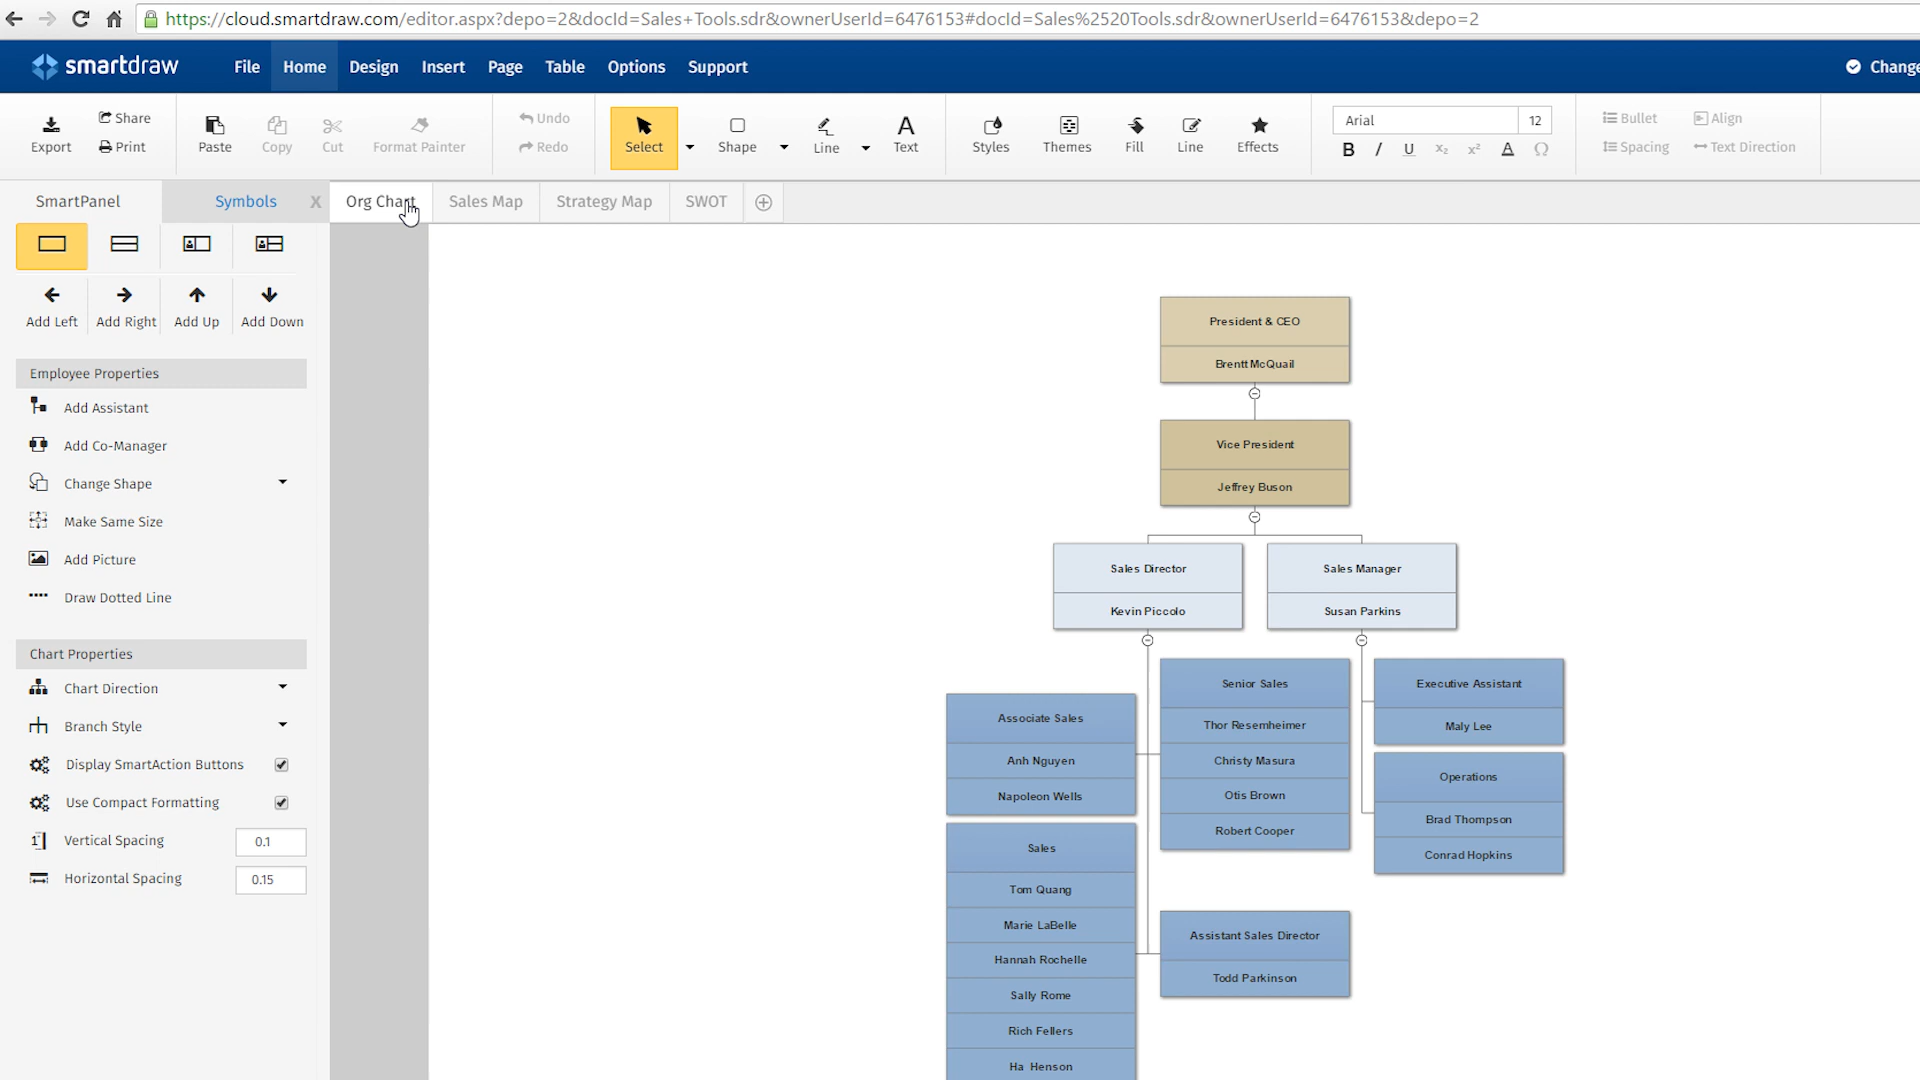 https://cloud.smartdraw.com/editor.aspx?depo=2&docId=Sales+Tools.sdr&ownerUserId=6476153#docId=Sales%2520Tools.sdr&ownerUserId=6476153&depo=2
smartdraw File Home Design Insert Page Table Options Support Change
Export Share Print Paste Copy Cut Format Painter Undo Redo Select Shape Line A Text Styles Themes Fill Line Effects Arial 12 B I U X₂ X² A Ω Bullet Spacing Align Text Direction
SmartPanel Symbols X Org Chart Sales Map Strategy Map SWOT
Add Left Add Right Add Up Add Down
Employee Properties
Add Assistant
Add Co-Manager
Change Shape
Make Same Size
Add Picture
Draw Dotted Line
Chart Properties
Chart Direction
Branch Style
Display SmartAction Buttons
Use Compact Formatting
Vertical Spacing 0.1
Horizontal Spacing 0.15
President & CEO
Brentt McQuail
Vice President
Jeffrey Buson
Sales Director
Kevin Piccolo
Sales Manager
Susan Parkins
Associate Sales
Anh Nguyen
Napoleon Wells
Sales
Tom Quang
Marie LaBelle
Hannah Rochelle
Sally Rome
Rich Fellers
Ha Henson
Senior Sales
Thor Resemheimer
Christy Masura
Otis Brown
Robert Cooper
Assistant Sales Director
Todd Parkinson
Executive Assistant
Maly Lee
Operations
Brad Thompson
Conrad Hopkins